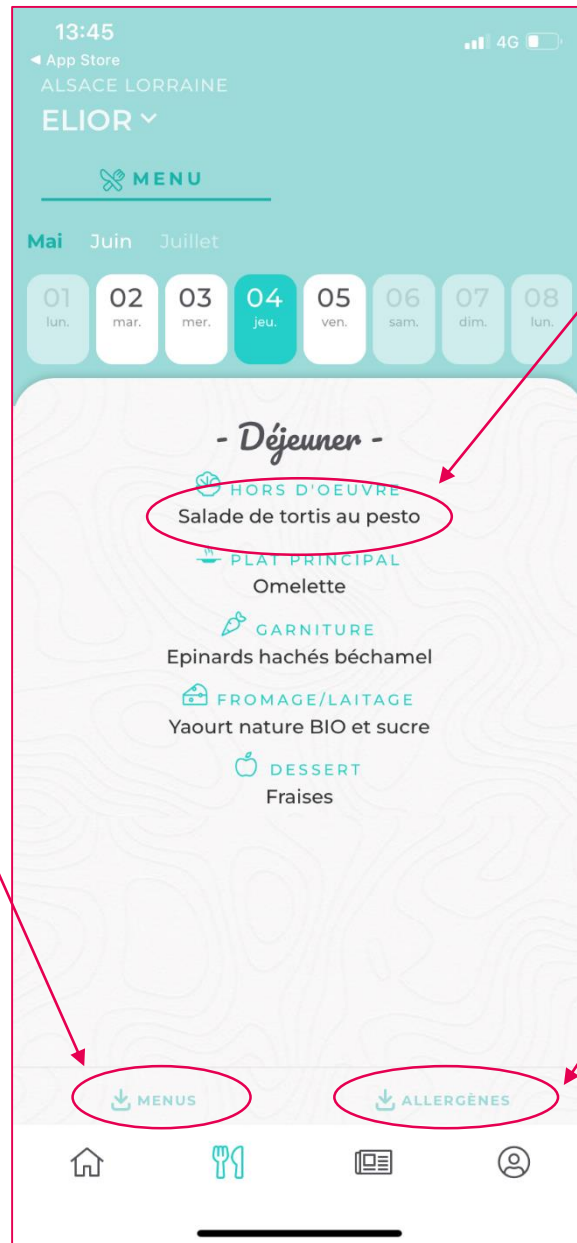 13:45
4G
◀ App Store
ALSACE LORRAINE
ELIOR
MENU
Mai Juin Juillet
01 02 03 04 05 06 07 08
lun. mar. mer. jeu. ven. sam. dim. lun.
- Déjeuner -
HORS D'OEUVRE
Salade de tortis au pesto
PLAT PRINCIPAL
Omelette
GARNITURE
Epinards hachés béchamel
FROMAGE/LAITAGE
Yaourt nature BIO et sucre
DESSERT
Fraises
MENUS ALLERGÈNES